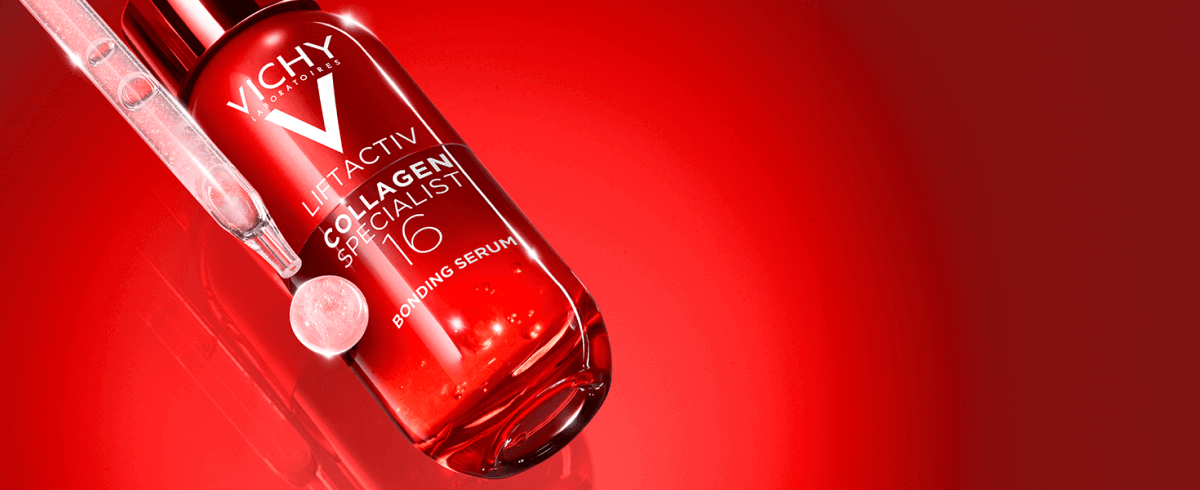 VICHY
LABORATOIRES
LIFTACTIV
COLLAGEN
SPECIALIST
16
BONDING SERUM